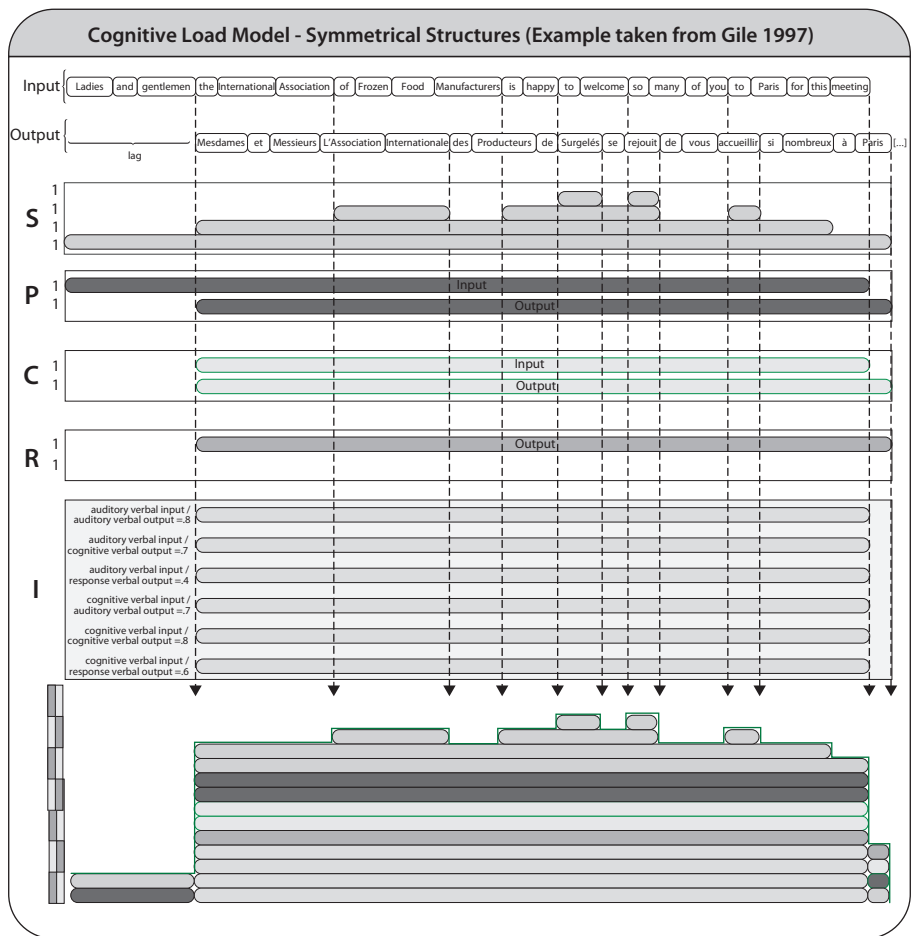 Cognitive Load Model - Symmetrical Structures (Example taken from Gile 1997)
Input Ladies and gentlemen the International Association of Frozen Food Manufacturers is happy to welcome so many of you to Paris for this meeting
Output Mesdames et Messieurs L'Association Internationale des Producteurs de Surgelés se rejouit de vous accueillir si nombreux à Paris [...]
lag
S
1
1
1
1
P
1 Input
1 Output
C
1 Input
1 Output
R
1 Output
1
I
auditory verbal input /
auditory verbal output =.8
auditory verbal input /
cognitive verbal output =.7
auditory verbal input /
response verbal output =.4
cognitive verbal input /
auditory verbal output =.7
cognitive verbal input /
cognitive verbal output =.8
cognitive verbal input /
response verbal output =.6